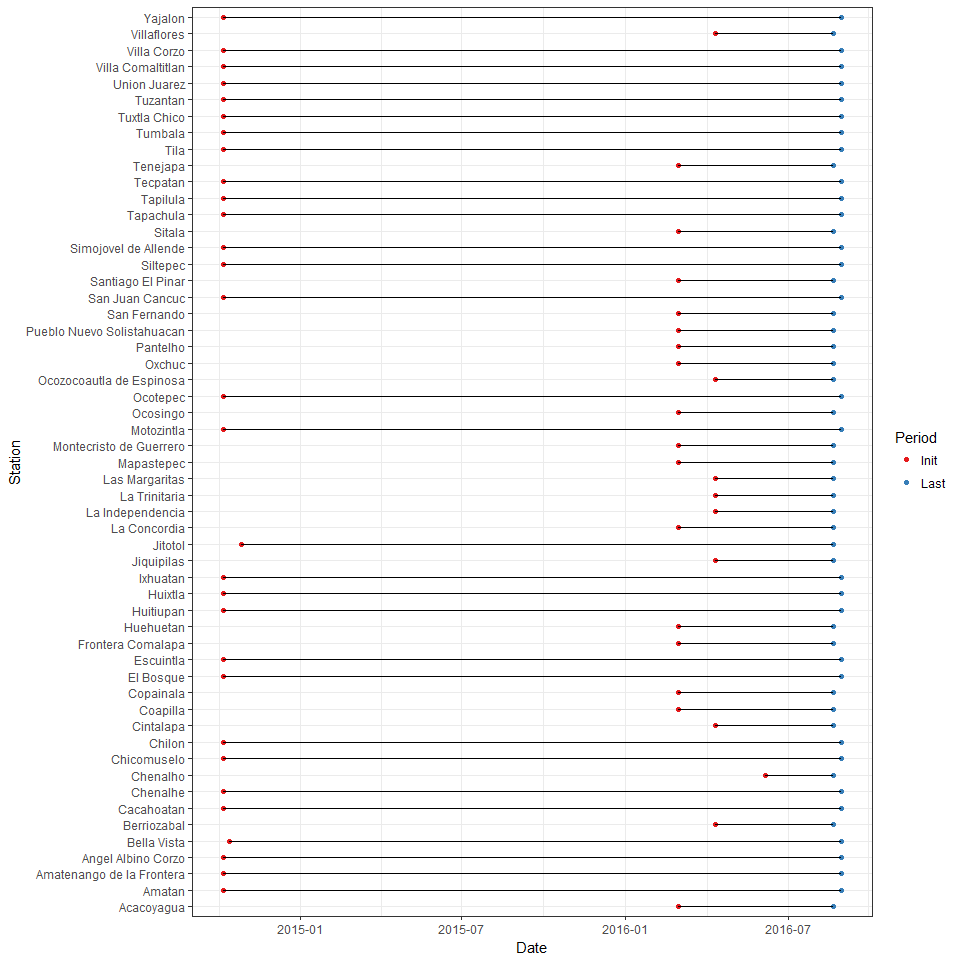 Yajalon
Villaflores
Villa Corzo
Villa Comaltitlan
Union Juarez
Tuzantan
Tuxtla Chico
Tumbala
Tila
Tenejapa
Tecpatan
Tapilula
Tapachula
Sitala
Simojovel de Allende
Siltepec
Santiago El Pinar
San Juan Cancuc
San Fernando
Pueblo Nuevo Solistahuacan
Pantelho
Oxchuc
Ocozocoautla de Espinosa
Ocotepec
Ocosingo
Motozintla
Montecristo de Guerrero
Mapastepec
Las Margaritas
La Trinitaria
La Independencia
La Concordia
Jitotol
Jiquipilas
Ixhuatan
Huixtla
Huitiupan
Huehuetan
Frontera Comalapa
Escuintla
El Bosque
Copainala
Coapilla
Cintalapa
Chilon
Chicomuselo
Chenalho
Chenalhe
Cacahoatan
Berriozabal
Bella Vista
Angel Albino Corzo
Amatenango de la Frontera
Amatan
Acacoyagua
Station
2015-01 2015-07 2016-01 2016-07
Date
Period
Init
Last